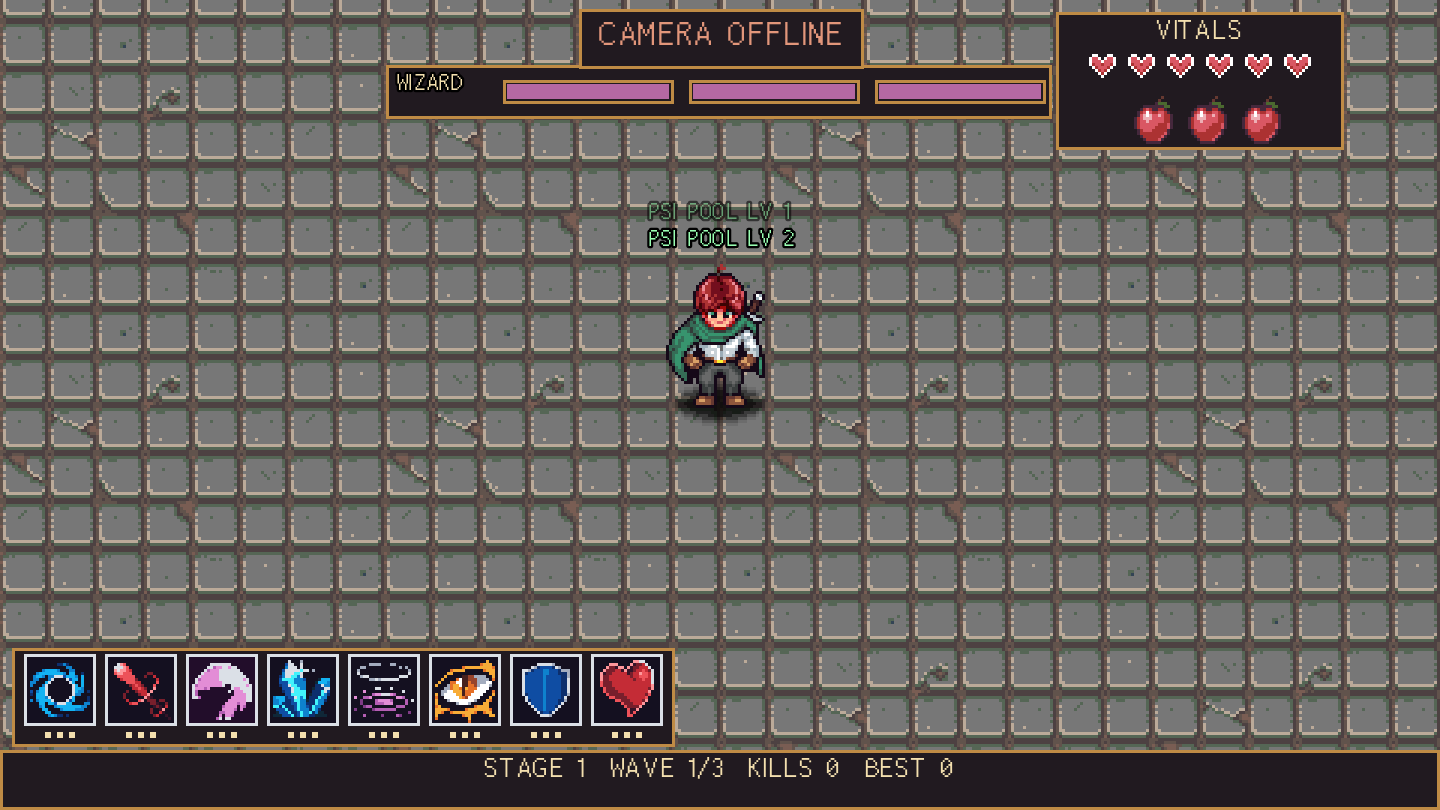 CAMERA OFFLINE
VITALS
WIZARD
PSI POOL LV 1
PSI POOL LV 2
STAGE 1 WAVE 1/3 KILLS 0 BEST 0